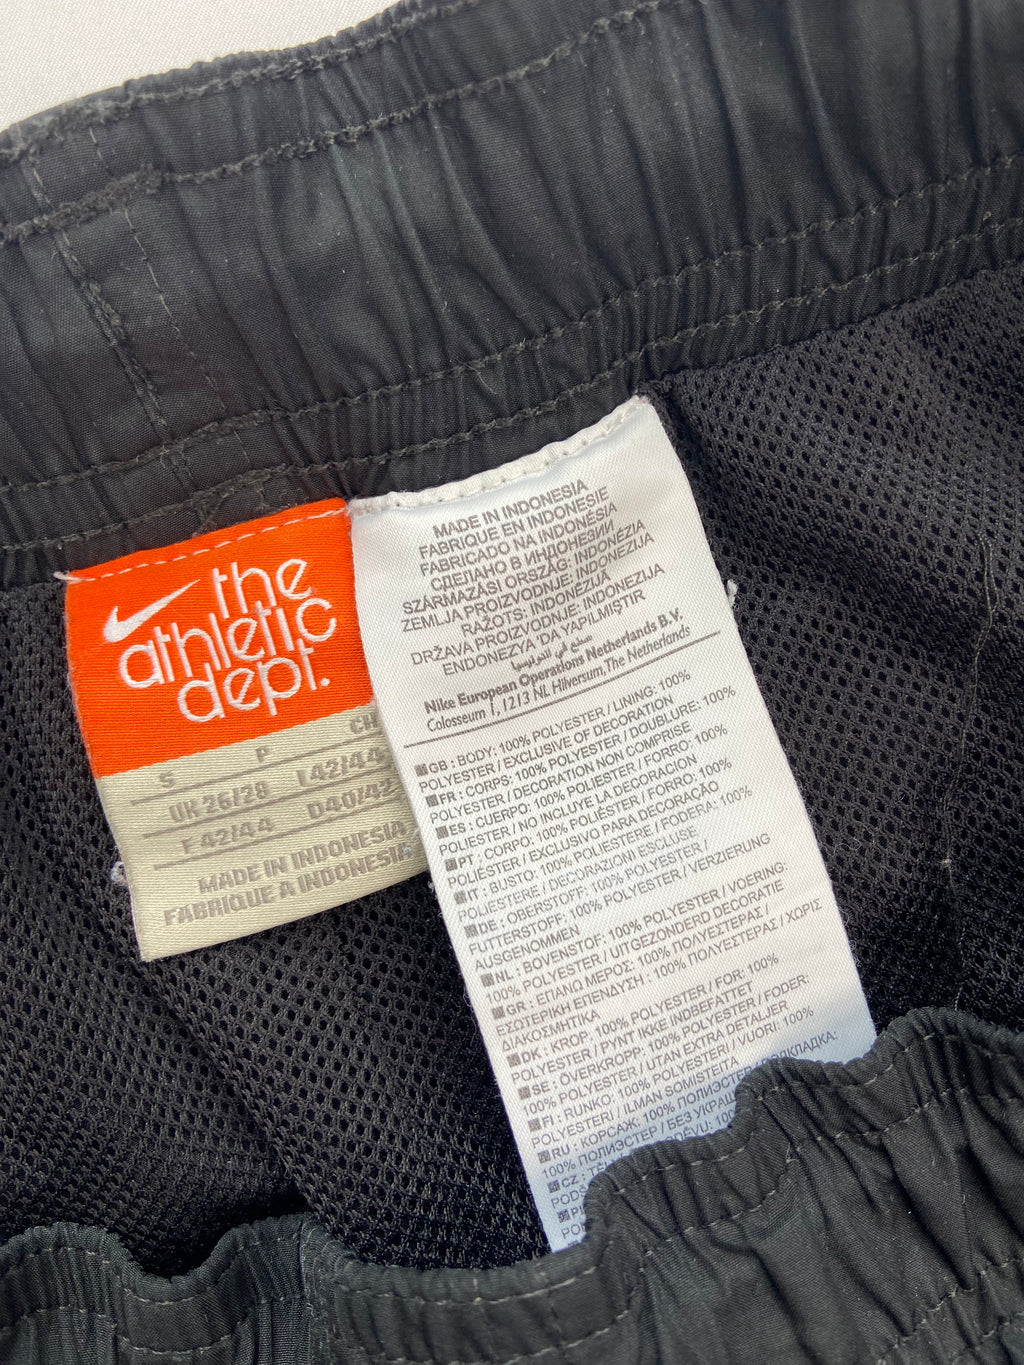 the
athletic
dept.
S P CH
UK 26/28 I 42/44
F 42/44 D40/42
MADE IN INDONESIA
FABRIQUE A INDONESIE
MADE IN INDONESIA
FABRIQUE EN INDONESIE
FABRICADO NA INDONÉSIA
СДЕЛАНО В ИНДОНЕЗИИ
SZÁRMAZÁSI ORSZÁG: INDONÉZIA
ZEMLJA PROIZVODNJE: INDONEZIJA
RAŽOTS: INDONĒZIJĀ
DRŽAVA PROIZVODNJE: INDONEZIJA
ENDONEZYA 'DA YAPILMIŞTIR
Nike European Operations Netherlands B.V.
Colosseum 1, 1213 NL Hilversum, The Netherlands
GB : BODY: 100% POLYESTER / LINING: 100%
POLYESTER / EXCLUSIVE OF DECORATION
FR : CORPS: 100% POLYESTER / DOUBLURE: 100%
POLYESTER / DECORATION NON COMPRISE
ES : CUERPO: 100% POLIESTER / FORRO: 100%
POLIESTER / NO INCLUYE LA DECORACION
PT : CORPO: 100% POLIÉSTER / FORRO: 100%
POLIÉSTER / EXCLUSIVO PARA DECORAÇÃO
IT : BUSTO: 100% POLIESTERE / FODERA: 100%
POLIESTERE / DECORAZIONI ESCLUSE
DE : OBERSTOFF: 100% POLYESTER /
FUTTERSTOFF: 100% POLYESTER / VERZIERUNG
AUSGENOMMEN
NL : BOVENSTOF: 100% POLYESTER / VOERING:
100% POLYESTER / UITGEZONDERD DECORATIE
GR : ΕΠΑΝΩ ΜΕΡΟΣ: 100% ΠΟΛΥΕΣΤΕΡΑΣ /
ΕΣΩΤΕΡΙΚΗ ΕΠΕΝΔΥΣΗ : 100% ΠΟΛΥΕΣΤΕΡΑΣ / ΧΩΡΙΣ
ΔΙΑΚΟΣΜΗΤΙΚΑ
DK : KROP, 100% POLYESTER / FOR: 100%
POLYESTER / PYNT IKKE INDBEFATTET
SE : ÖVERKROPP: 100% POLYESTER / FODER:
100% POLYESTER / UTAN EXTRA DETALJER
FI : RUNKO: 100% POLYESTER/ VUORI: 100%
POLYESTERI / ILMAN SOMISTEITA
RU : КОРСАЖ: 100% ПОЛИЭСТЕР / ПОДКЛАДКА:
100% ПОЛИЭСТЕР / БЕЗ УКРАШ
CZ : TĚL
PODŠ